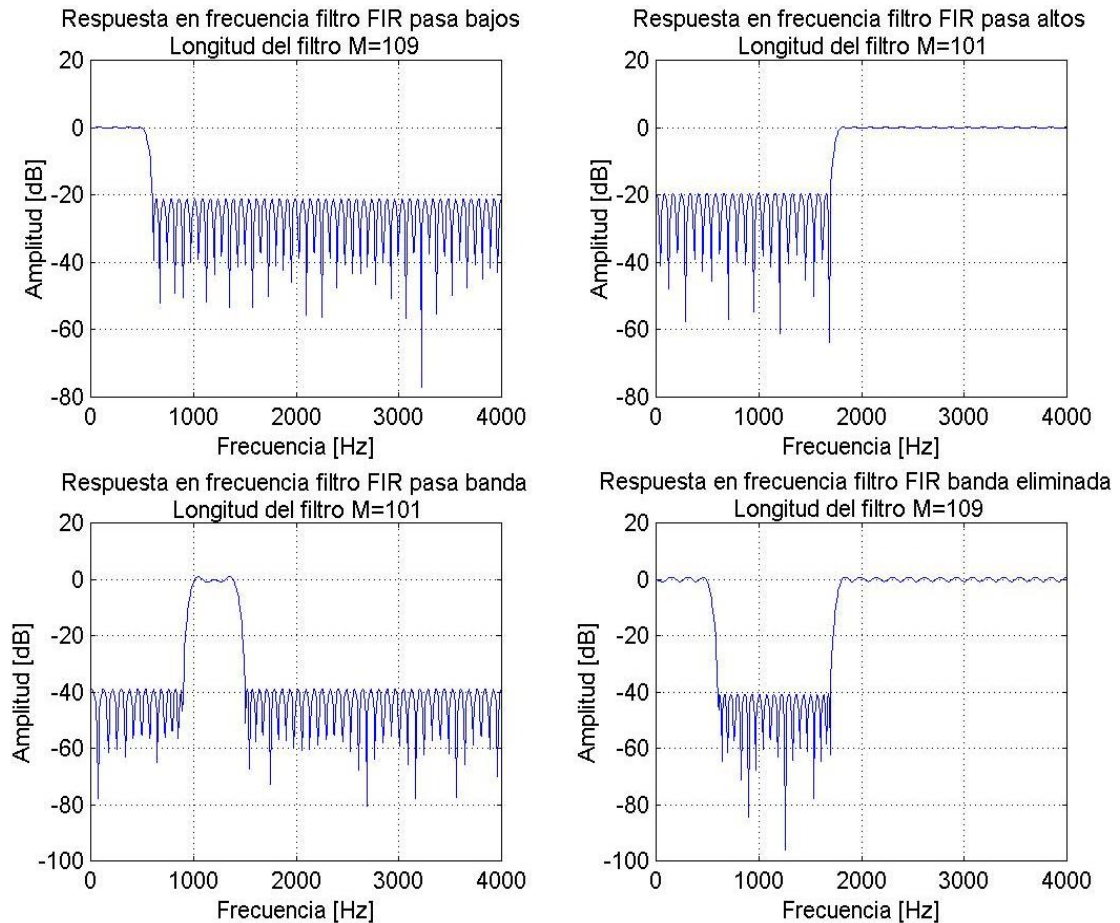 Respuesta en frecuencia filtro FIR pasa bajos
Longitud del filtro M=109
20
0
-20
-40
-60
-80
Amplitud [dB]
0
1000
2000
3000
4000
Frecuencia [Hz]
Respuesta en frecuencia filtro FIR pasa altos
Longitud del filtro M=101
20
0
-20
-40
-60
-80
Amplitud [dB]
0
1000
2000
3000
4000
Frecuencia [Hz]
Respuesta en frecuencia filtro FIR pasa banda
Longitud del filtro M=101
20
0
-20
-40
-60
-80
-100
Amplitud [dB]
0
1000
2000
3000
4000
Frecuencia [Hz]
Respuesta en frecuencia filtro FIR banda eliminada
Longitud del filtro M=109
20
0
-20
-40
-60
-80
-100
Amplitud [dB]
0
1000
2000
3000
4000
Frecuencia [Hz]